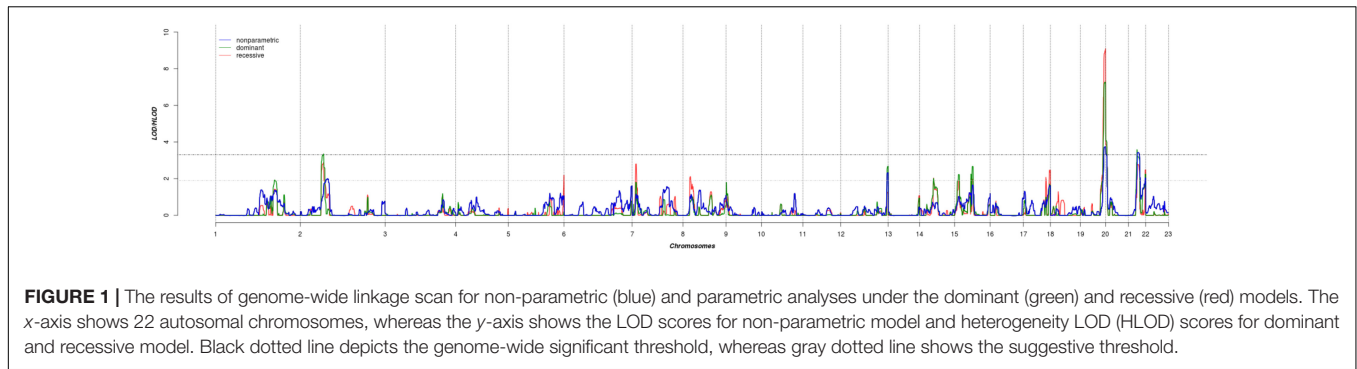 10
8
6
4
2
0
LOD/HLOD
nonparametric
dominant
recessive
1 2 3 4 5 6 7 8 9 10 11 12 13 14 15 16 17 18 19 20 21 22 23
Chromosomes
FIGURE 1 | The results of genome-wide linkage scan for non-parametric (blue) and parametric analyses under the dominant (green) and recessive (red) models. The
x-axis shows 22 autosomal chromosomes, whereas the y-axis shows the LOD scores for non-parametric model and heterogeneity LOD (HLOD) scores for dominant
and recessive model. Black dotted line depicts the genome-wide significant threshold, whereas gray dotted line shows the suggestive threshold.